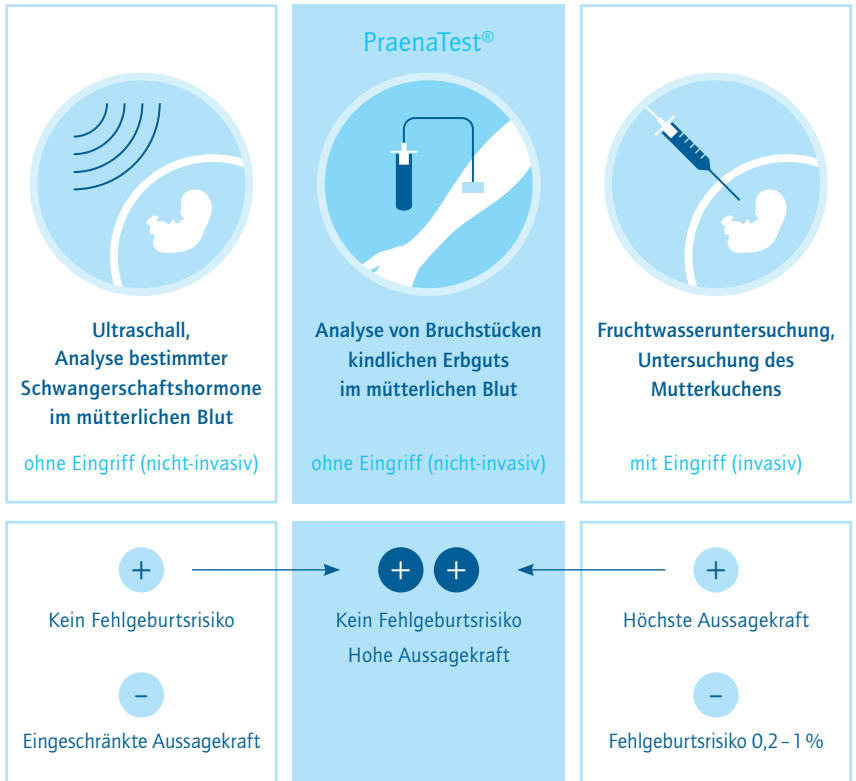 PraenaTest®
Ultraschall,
Analyse bestimmter
Schwangerschaftshormone
im mütterlichen Blut
ohne Eingriff (nicht-invasiv)
Analyse von Bruchstücken
kindlichen Erbguts
im mütterlichen Blut
ohne Eingriff (nicht-invasiv)
Fruchtwasseruntersuchung,
Untersuchung des
Mutterkuchens
mit Eingriff (invasiv)
+
Kein Fehlgeburtsrisiko
–
Eingeschränkte Aussagekraft
+ +
Kein Fehlgeburtsrisiko
Hohe Aussagekraft
+
Höchste Aussagekraft
–
Fehlgeburtsrisiko 0,2–1%